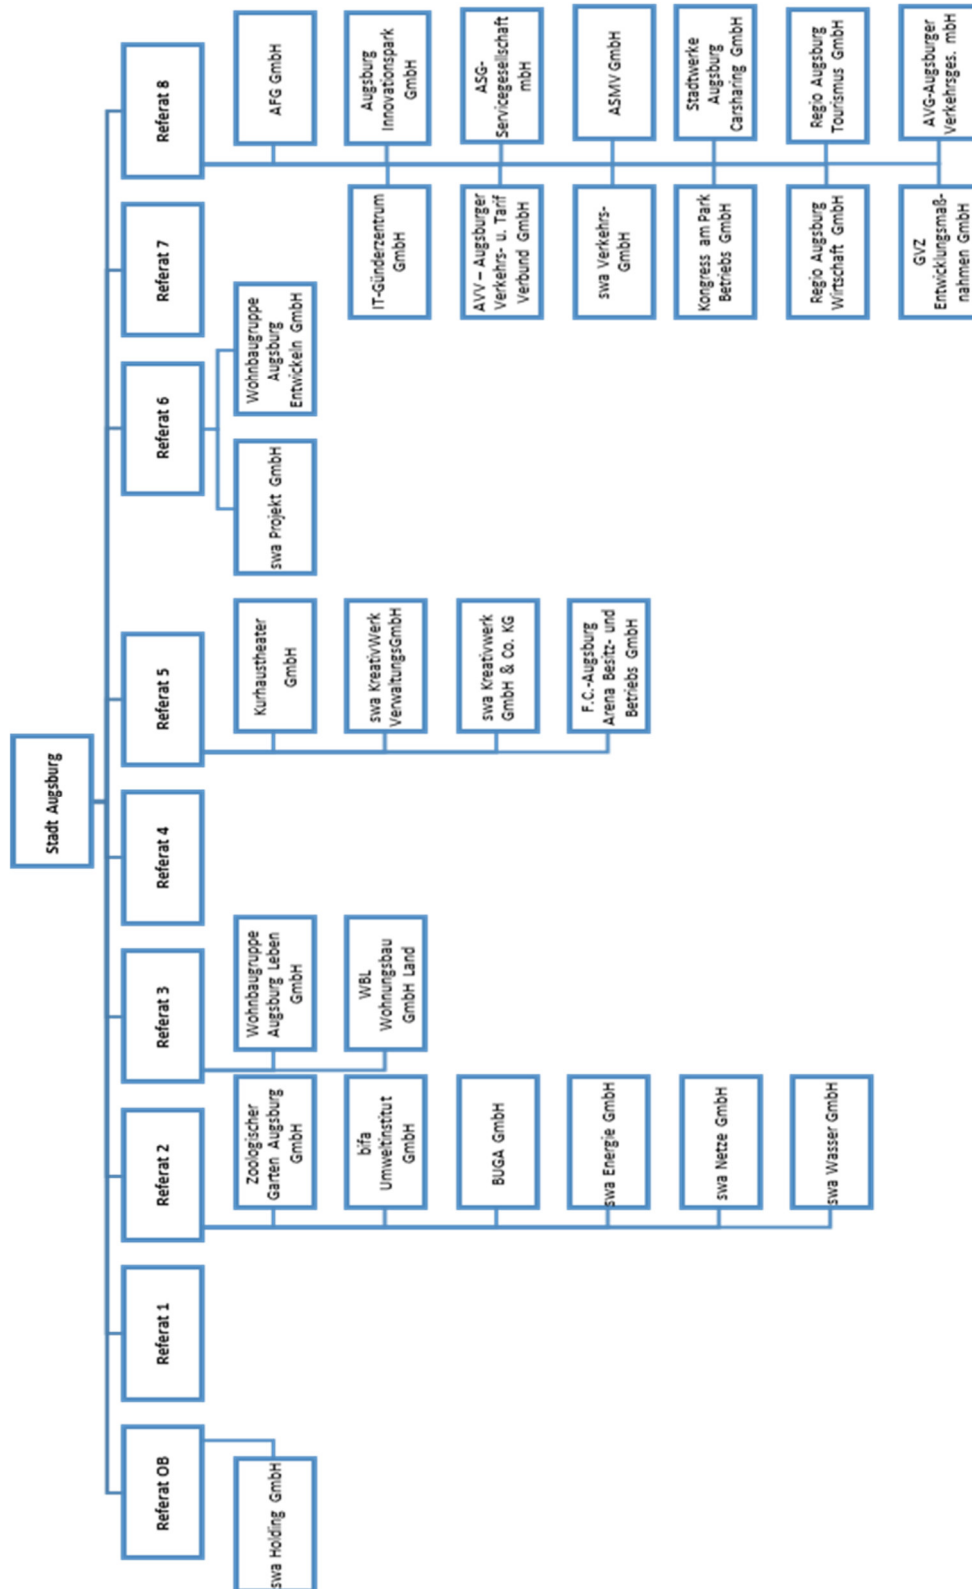 Stadt Augsburg
Referat OB
Referat 1
Referat 2
Referat 3
Referat 4
Referat 5
Referat 6
Referat 7
Referat 8
swa Holding GmbH
Zoologischer
Garten Augsburg
GmbH
bifa
Umweltinstitut
GmbH
BUGA GmbH
swa Energie GmbH
swa Netze GmbH
swa Wasser GmbH
Wohnbaugruppe
Augsburg Leben
GmbH
WBL
Wohnungsbau
GmbH Land
Kurhaustheater
GmbH
swa KreativWerk
VerwaltungsGmbH
swa Kreativwerk
GmbH & Co. KG
F.C.-Augsburg
Arena Besitz- und
Betriebs GmbH
swa Projekt GmbH
Wohnbaugruppe
Augsburg
Entwickeln GmbH
AFG GmbH
IT-Günderzentrum
GmbH
Augsburg
Innovationspark
GmbH
AVV – Augsburger
Verkehrs- u. Tarif
Verbund GmbH
ASG-
Servicegesellschaft
mbH
swa Verkehrs-
GmbH
ASMV GmbH
Kongress am Park
Betriebs GmbH
Stadtwerke
Augsburg
Carsharing GmbH
Regio Augsburg
Wirtschaft GmbH
Regio Augsburg
Tourismus GmbH
GVZ
Entwicklungsmaß-
nahmen GmbH
AVG-Augsburger
Verkehrsges. mbH